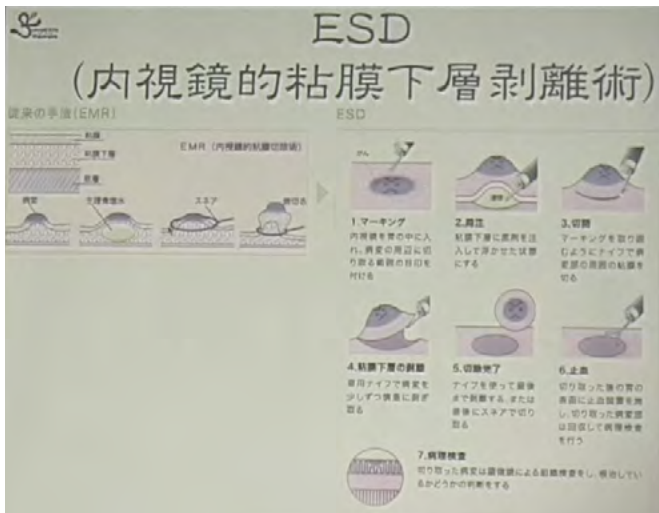 ESD
(内視鏡的粘膜下層剥離術)
従来の手法(EMR)
粘膜
粘膜下層
筋層
EMR (内視鏡的粘膜切除術)
病変
生理食塩水
スネア
焼切る
ESD
がん
1.マーキング
内視鏡を胃の中に入
れ、病変の周辺に切
り取る範囲の目印を
付ける
2.局注
粘膜下層に薬剤を注
入して浮かせた状態
にする
3.切開
マーキングを取り囲
むようにナイフで病
変部の周囲の粘膜を
切る
4.粘膜下層の剥離
専用ナイフで病変を
少しずつ慎重に剥ぎ
取る
5.切除完了
ナイフを使って最後
まで剥離する、または
最後にスネアで切り
取る
6.止血
切り取った後の胃の
表面に止血処置を施
し、切り取った病変部
は回収して病理検査
を行う
7.病理検査
切り取った病変は顕微鏡による組織検査をし、根治してい
るかどうかの判断をする